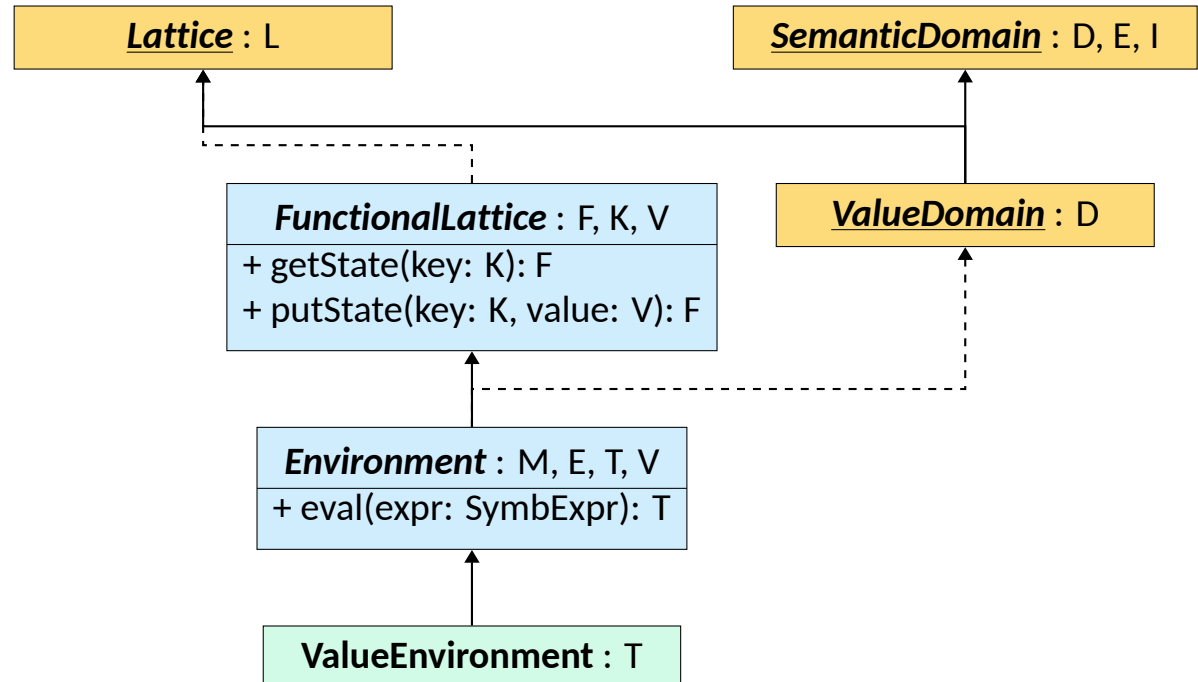 Lattice : L
SemanticDomain : D, E, I
FunctionalLattice : F, K, V
+ getState(key: K): F
+ putState(key: K, value: V): F
ValueDomain : D
Environment : M, E, T, V
+ eval(expr: SymbExpr): T
ValueEnvironment : T